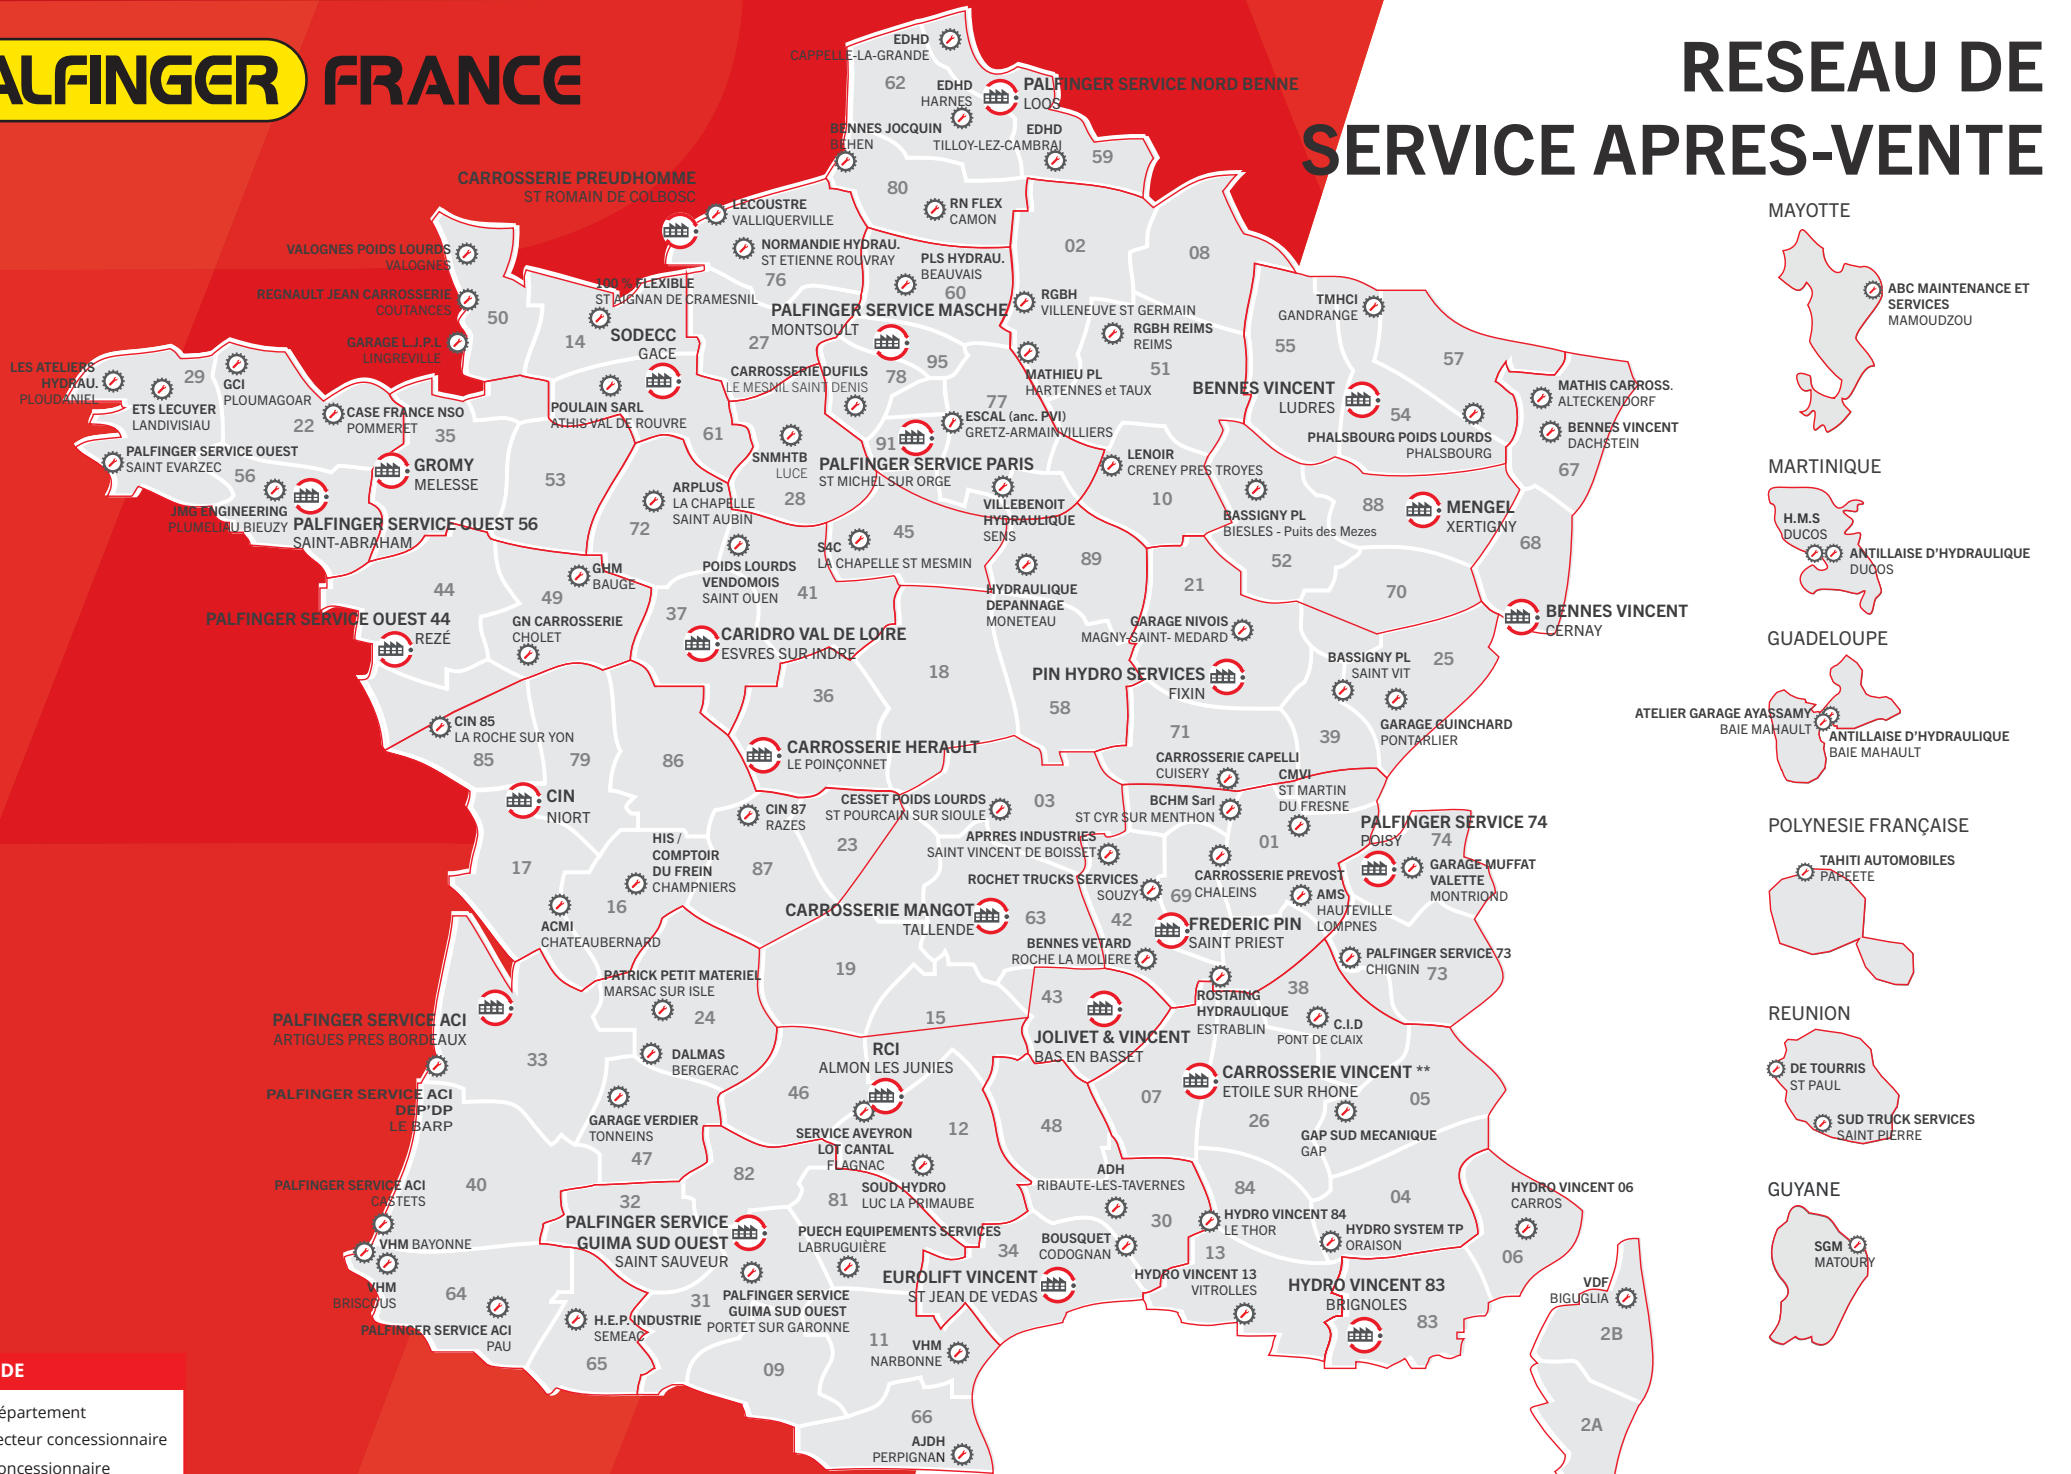 ALFINGER FRANCE
RESEAU DE
SERVICE APRES-VENTE
EDHD
CAPPELLE-LA-GRANDE
62
EDHD
HARNES
PALFINGER SERVICE NORD BENNE
LOOS
BENNES JOCQUIN
BEHEN
EDHD
TILLOY-LEZ-CAMBRAI
59
80
RN FLEX
CAMON
CARROSSERIE PREUDHOMME
ST ROMAIN DE COLBOSC
LECOUSTRE
VALLIQUERVILLE
NORMANDIE HYDRAU.
ST ETIENNE ROUVRAY
76
PLS HYDRAU.
BEAUVAIS
60
02
08
VALOGNES POIDS LOURDS
VALOGNES
REGNAULT JEAN CARROSSERIE
COUTANCES
GARAGE L.J.P.L
LINGREVILLE
50
100 % FLEXIBLE
ST AIGNAN DE CRAMESNIL
14
SODECC
GACE
27
PALFINGER SERVICE MASCHE
MONTSOULT
RGBH
VILLENEUVE ST GERMAIN
RGBH REIMS
REIMS
51
TMHCI
GANDRANGE
55
57
LES ATELIERS
HYDRAU.
PLOUDANIEL
29
ETS LECUYER
LANDIVISIAU
GCI
PLOUMAGOAR
22
CASE FRANCE NSO
POMMERET
35
POULAIN SARL
ATHIS VAL DE ROUVRE
61
CARROSSERIE DUFILS
LE MESNIL SAINT DENIS
78
95
77
91
MATHIEU PL
HARTENNES et TAUX
ESCAL (anc. PVI)
GRETZ-ARMAINVILLIERS
BENNES VINCENT
LUDRES
54
PHALSBOURG POIDS LOURDS
PHALSBOURG
MATHIS CARROSS.
ALTECKENDORF
BENNES VINCENT
DACHSTEIN
67
PALFINGER SERVICE OUEST
SAINT EVARZEC
56
JMG ENGINEERING
PLUMELIAU BIEUZY
PALFINGER SERVICE OUEST 56
SAINT-ABRAHAM
GROMY
MELESSE
53
SNMHTB
LUCE
28
PALFINGER SERVICE PARIS
ST MICHEL SUR ORGE
VILLEBENOIT
HYDRAULIQUE
SENS
LENOIR
CRENEY PRES TROYES
10
BASSIGNY PL
BIESLES - Puits des Mezes
52
88
MENGEL
XERTIGNY
68
ARPLUS
LA CHAPELLE
SAINT AUBIN
72
POIDS LOURDS
VENDOMOIS
SAINT OUEN
41
S4C
LA CHAPELLE ST MESMIN
45
HYDRAULIQUE
DEPANNAGE
MONETEAU
89
21
70
44
PALFINGER SERVICE OUEST 44
REZÉ
GHM
BAUGE
49
GN CARROSSERIE
CHOLET
37
CARIDRO VAL DE LOIRE
ESVRES SUR INDRE
GARAGE NIVOIS
MAGNY-SAINT- MEDARD
PIN HYDRO SERVICES
FIXIN
BASSIGNY PL
SAINT VIT
25
GARAGE GUINCHARD
PONTARLIER
BENNES VINCENT
CERNAY
36
18
58
71
39
CIN 85
LA ROCHE SUR YON
85
79
86
CARROSSERIE HERAULT
LE POINÇONNET
CARROSSERIE CAPELLI
CUISERY
CMVI
ST MARTIN
DU FRESNE
CIN
NIORT
CIN 87
RAZES
CESSET POIDS LOURDS
ST POURCAIN SUR SIOULE
03
BCHM Sarl
ST CYR SUR MENTHON
01
PALFINGER SERVICE 74
POISY
74
GARAGE MUFFAT
VALETTE
MONTRIOND
17
HIS /
COMPTOIR
DU FREIN
CHAMPNIERS
16
87
23
APRRES INDUSTRIES
SAINT VINCENT DE BOISSET
ROCHET TRUCKS SERVICES
SOUZY
69
42
CARROSSERIE PREVOST
CHALEINS
AMS
HAUTEVILLE
LOMPNES
ACMI
CHATEAUBERNARD
CARROSSERIE MANGOT
TALLENDE
63
FREDERIC PIN
SAINT PRIEST
BENNES VETARD
ROCHE LA MOLIERE
PALFINGER SERVICE 73
CHIGNIN
73
19
PATRICK PETIT MATERIEL
MARSAC SUR ISLE
24
15
43
JOLIVET & VINCENT
BAS EN BASSET
ROSTAING
HYDRAULIQUE
ESTRABLIN
38
C.I.D
PONT DE CLAIX
PALFINGER SERVICE ACI
ARTIGUES PRES BORDEAUX
33
DALMAS
BERGERAC
RCI
ALMON LES JUNIES
46
CARROSSERIE VINCENT **
ETOILE SUR RHONE
07
05
26
GAP SUD MECANIQUE
GAP
PALFINGER SERVICE ACI
DEP'DP
LE BARP
GARAGE VERDIER
TONNEINS
47
SERVICE AVEYRON
LOT CANTAL
FLAGNAC
12
48
SOUD HYDRO
LUC LA PRIMAUBE
ADH
RIBAUTE-LES-TAVERNES
30
84
04
PALFINGER SERVICE ACI
CASTETS
40
32
82
81
PALFINGER SERVICE
GUIMA SUD OUEST
SAINT SAUVEUR
PUECH EQUIPEMENTS SERVICES
LABRUGUIÈRE
HYDRO VINCENT 84
LE THOR
HYDRO SYSTEM TP
ORAISON
HYDRO VINCENT 06
CARROS
06
VHM BAYONNE
VHM
BRISCOUS
64
PALFINGER SERVICE ACI
PAU
H.E.P. INDUSTRIE
SEMEAC
65
31
PALFINGER SERVICE
GUIMA SUD OUEST
PORTET SUR GARONNE
34
BOUSQUET
CODOGNAN
EUROLIFT VINCENT
ST JEAN DE VEDAS
13
HYDRO VINCENT 13
VITROLLES
HYDRO VINCENT 83
BRIGNOLES
83
09
11
VHM
NARBONNE
66
AJDH
PERPIGNAN
VDF
BIGUGLIA
2B
2A
MAYOTTE
ABC MAINTENANCE ET
SERVICES
MAMOUDZOU
MARTINIQUE
H.M.S
DUCOS
ANTILLAISE D'HYDRAULIQUE
DUCOS
GUADELOUPE
ATELIER GARAGE AYASSAMY
BAIE MAHAULT
ANTILLAISE D'HYDRAULIQUE
BAIE MAHAULT
POLYNESIE FRANÇAISE
TAHITI AUTOMOBILES
PAPEETE
REUNION
DE TOURRIS
ST PAUL
SUD TRUCK SERVICES
SAINT PIERRE
GUYANE
SGM
MATOURY
DE
épartement
ecteur concessionnaire
oncessionnaire